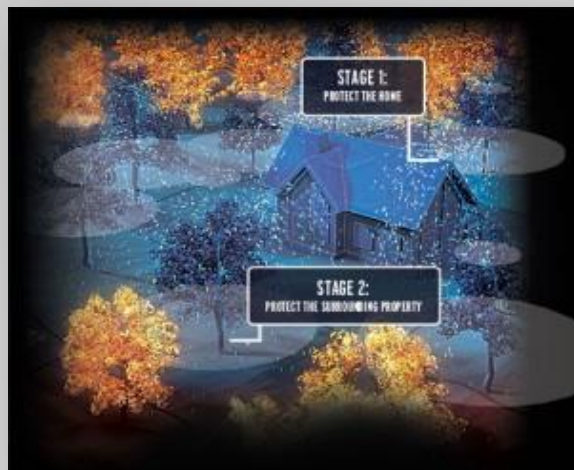 STAGE 1:
PROTECT THE HOME
STAGE 2:
PROTECT THE SURROUNDING PROPERTY